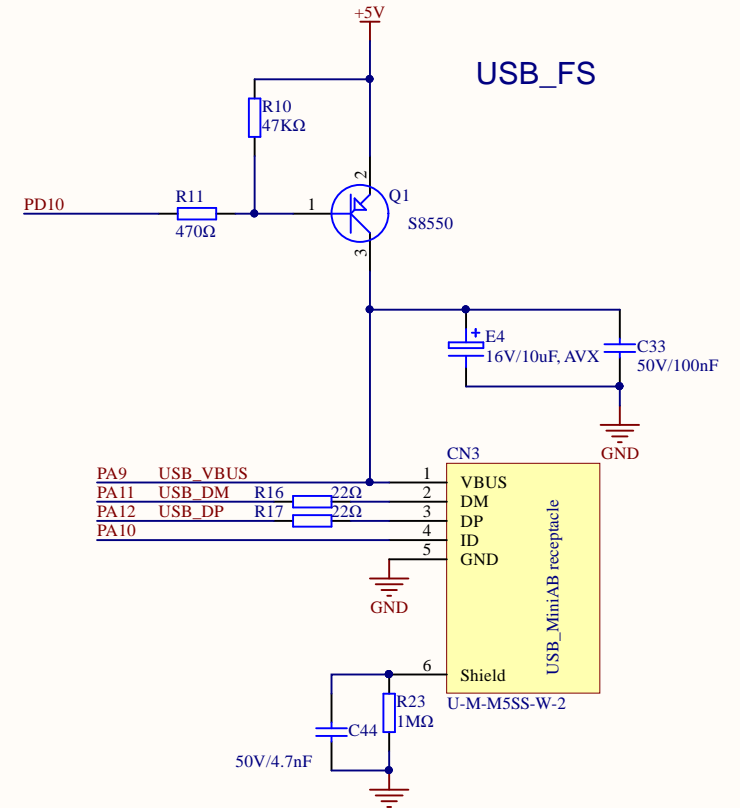 +5V
USB_FS
R10
47KΩ
2
Q1
PD10
R11
1
S8550
470Ω
3
E4
16V/10uF, AVX
C33
50V/100nF
GND
CN3
PA9 USB_VBUS 1 VBUS
PA11 USB_DM R16 22Ω 2 DM
PA12 USB_DP R17 22Ω 3 DP
PA10 4 ID
5 GND
GND
USB_MiniAB receptacle
6 Shield
U-M-M5SS-W-2
R23
1MΩ
C44
50V/4.7nF